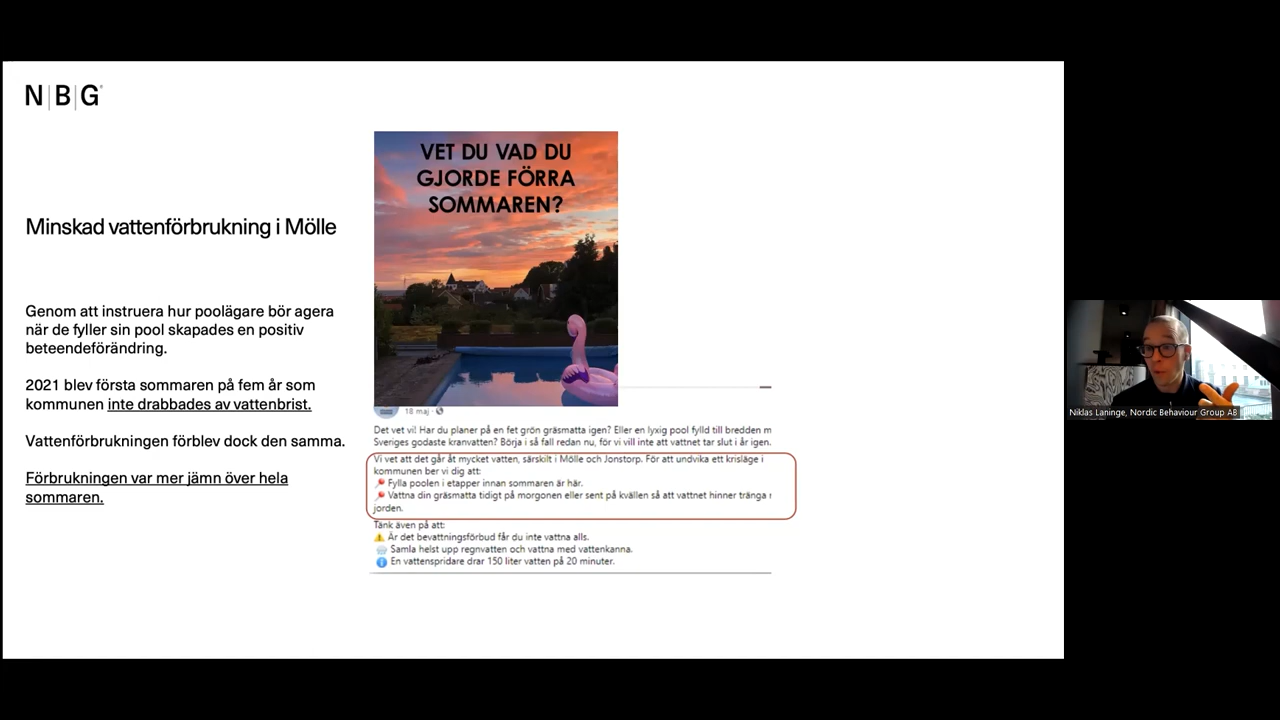 N|B|G
Minskad vattenförbrukning i Mölle
Genom att instruera hur poolägare bör agera
när de fyller sin pool skapades en positiv
beteendeförändring.
2021 blev första sommaren på fem år som
kommunen inte drabbades av vattenbrist.
Vattenförbrukningen förblev dock den samma.
Förbrukningen var mer jämn över hela
sommaren.
VET DU VAD DU
GJORDE FÖRRA
SOMMAREN?
18 maj ·
Det vet vi! Har du planer på en fet grön gräsmatta igen? Eller en lyxig pool fylld till bredden m
Sveriges godaste kranvatten? Börja i så fall redan nu, för vi vill inte att vattnet tar slut i år igen.
Vi vet att det går åt mycket vatten, särskilt i Mölle och Jonstorp. För att undvika ett krisläge i
kommunen ber vi dig att:
Fylla poolen i etapper innan sommaren är här.
Vattna din gräsmatta tidigt på morgonen eller sent på kvällen så att vattnet hinner tränga
jorden.
Tänk även på att:
Är det bevattningsförbud får du inte vattna alls.
Samla helst upp regnvatten och vattna med vattenkanna.
En vattenspridare drar 150 liter vatten på 20 minuter.
Niklas Laninge, Nordic Behaviour Group AB